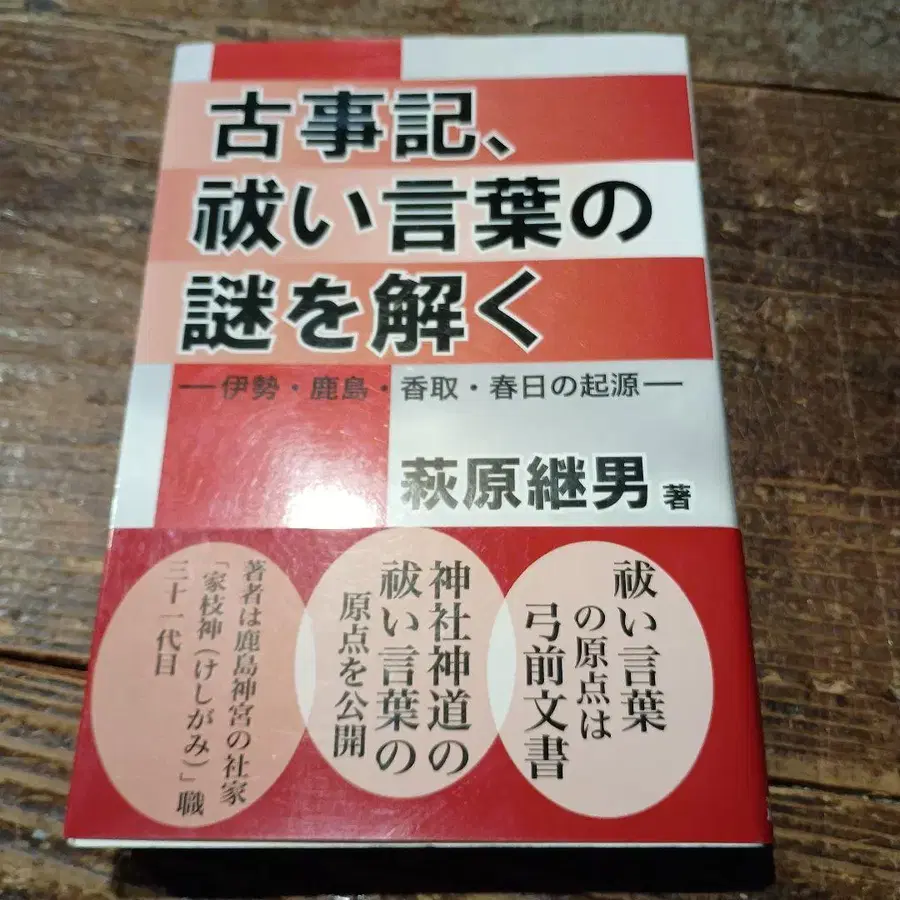 古事記、
祓い言葉の
謎を解く
―伊勢・鹿島・香取・春日の起源―
萩原継男 著
祓い言葉
の原点は
弓前文書
神社神道の
祓い言葉の
原点を公開
著者は鹿島神宮の社家
「家枝神(けしがみ)」職
三十一代目